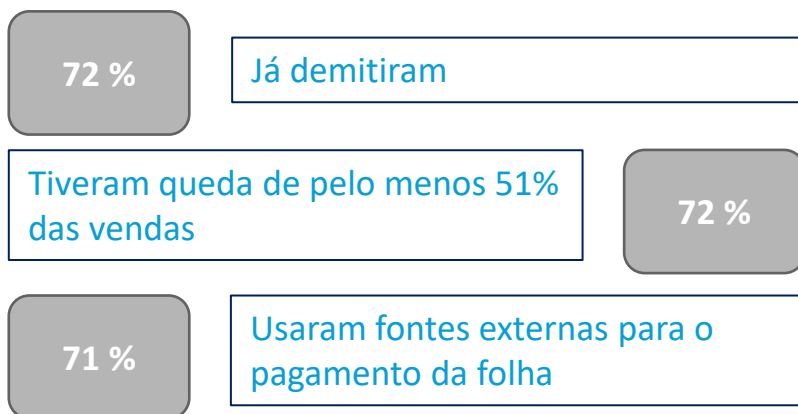 72 %
Já demitiram
Tiveram queda de pelo menos 51%
das vendas
72 %
71 %
Usaram fontes externas para o
pagamento da folha